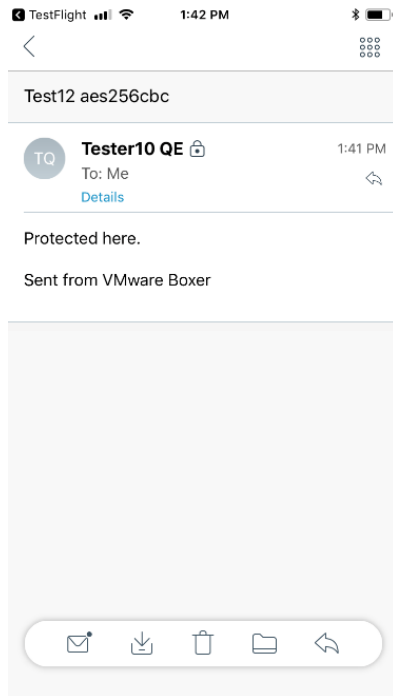 TestFlight 1:42 PM
Test12 aes256cbc
TQ Tester10 QE 1:41 PM
To: Me
Details
Protected here.
Sent from VMware Boxer